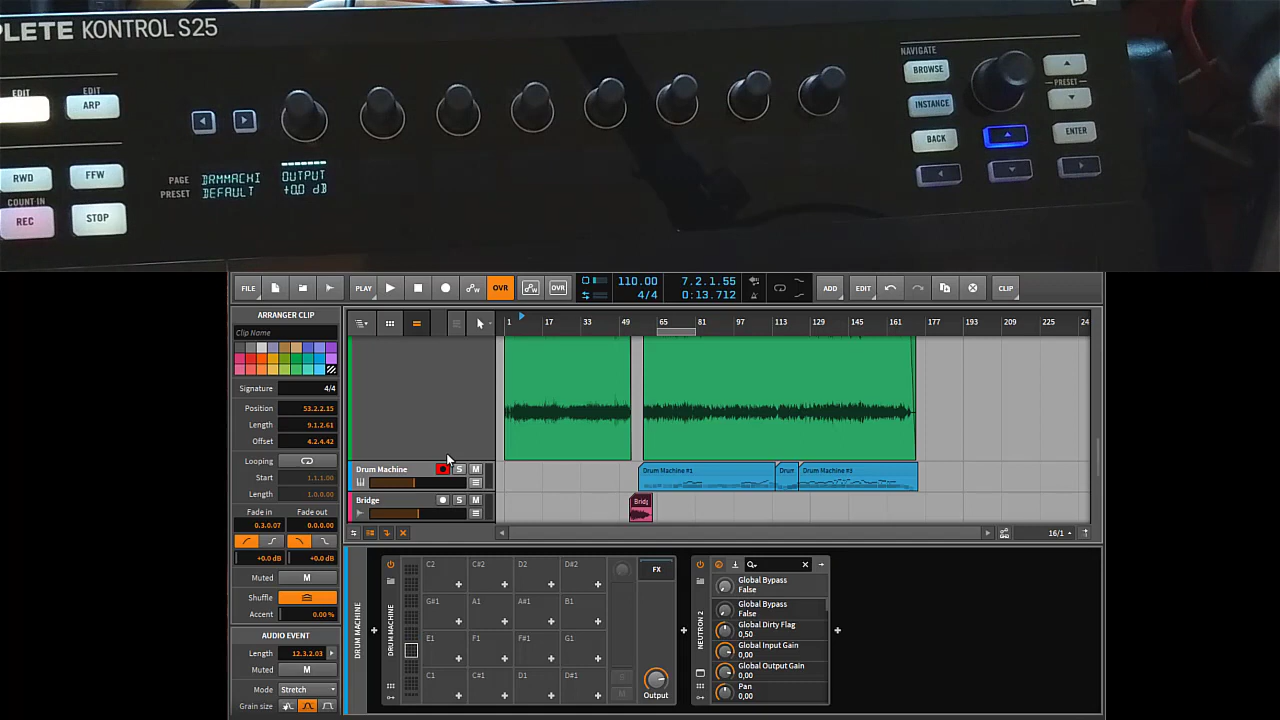 PLETE KONTROL S25
EDIT
EDIT
ARP
RWD
FFW
COUNT-IN
REC
STOP
PAGE
PRESET
DRMMACHI
DEFAULT
OUTPUT
+0.0 dB
NAVIGATE
BROWSE
INSTANCE
BACK
PRESET
ENTER
FILE
PLAY
OVR
OVR
110.00
4/4
7.2.1.55
0:13.712
ADD
EDIT
CLIP
ARRANGER CLIP
Clip Name
Signature 4/4
Position 53.2.2.15
Length 9.1.2.61
Offset 4.2.4.42
Looping
Start 1.1.1.00
Length 1.0.0.00
Fade in Fade out
0.3.0.07 0.0.0.00
+0.0 dB +0.0 dB
Muted M
Shuffle
Accent 0.00 %
AUDIO EVENT
Length 12.3.2.03
Muted M
Mode Stretch
Grain size
1 17 33 49 65 81 97 113 129 145 161 177 193 209 225 24
Drum Machine S M
Drum Machine #1
Drum
Drum Machine #3
Bridge S M
Brid
16/1
DRUM MACHINE
DRUM MACHINE
C2 C#2 D2 D#2
G#1 A1 A#1 B1
E1 F1 F#1 G1
C1 C#1 D1 D#1
S
M
FX
Output
NEUTRON 2
Global Bypass
False
Global Bypass
False
Global Dirty Flag
0,50
Global Input Gain
0,00
Global Output Gain
0,00
Pan
0,00